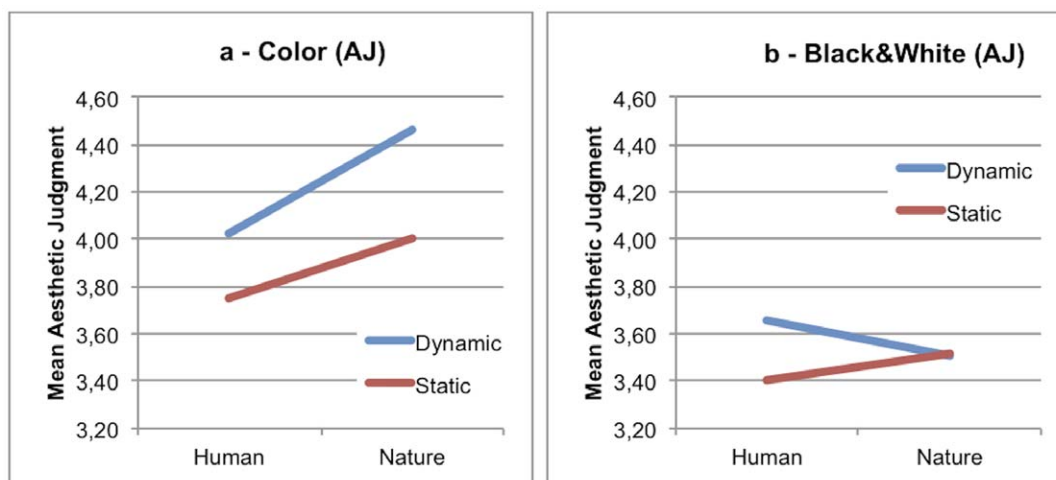 a - Color (AJ)
Mean Aesthetic Judgment
4,60
4,40
4,20
4,00
3,80
3,60
3,40
3,20
Dynamic
Static
Human Nature
b - Black&White (AJ)
Mean Aesthetic Judgment
4,60
4,40
4,20
4,00
3,80
3,60
3,40
3,20
Dynamic
Static
Human Nature